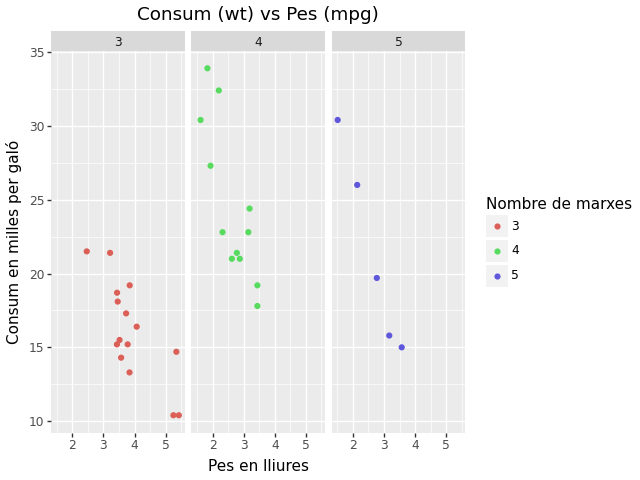 Consum (wt) vs Pes (mpg)
3 4 5
35
30
25
20
15
10
Consum en milles per galó
2 3 4 5 2 3 4 5 2 3 4 5
Pes en lliures
Nombre de marxes
3
4
5